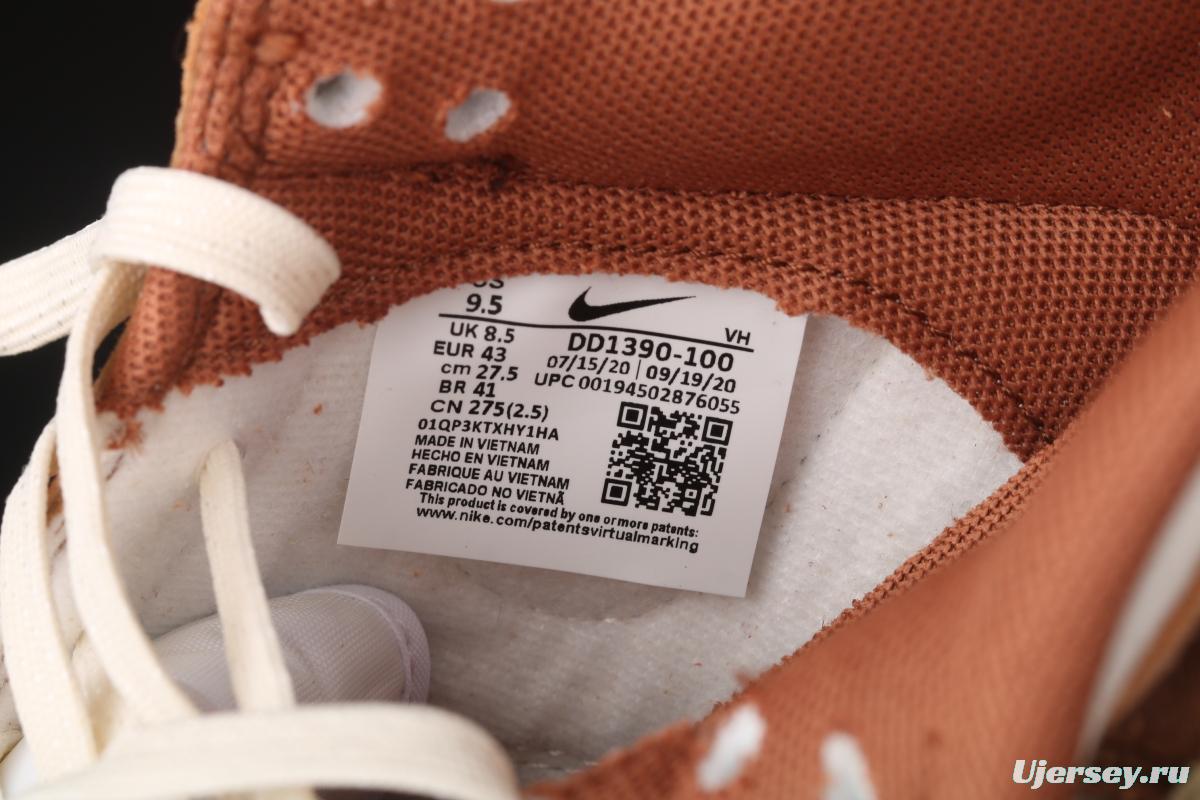 US
9.5
UK 8.5
EUR 43
cm 27.5
BR 41
CN 275(2.5)
01QP3KTXHY1HA
MADE IN VIETNAM
HECHO EN VIETNAM
FABRIQUE AU VIETNAM
FABRICADO NO VIETNÃ
VH
DD1390-100
07/15/20 | 09/19/20
UPC 00194502876055
This product is covered by one or more patents:
www.nike.com/patentsvirtualmarking
Ujersey.ru